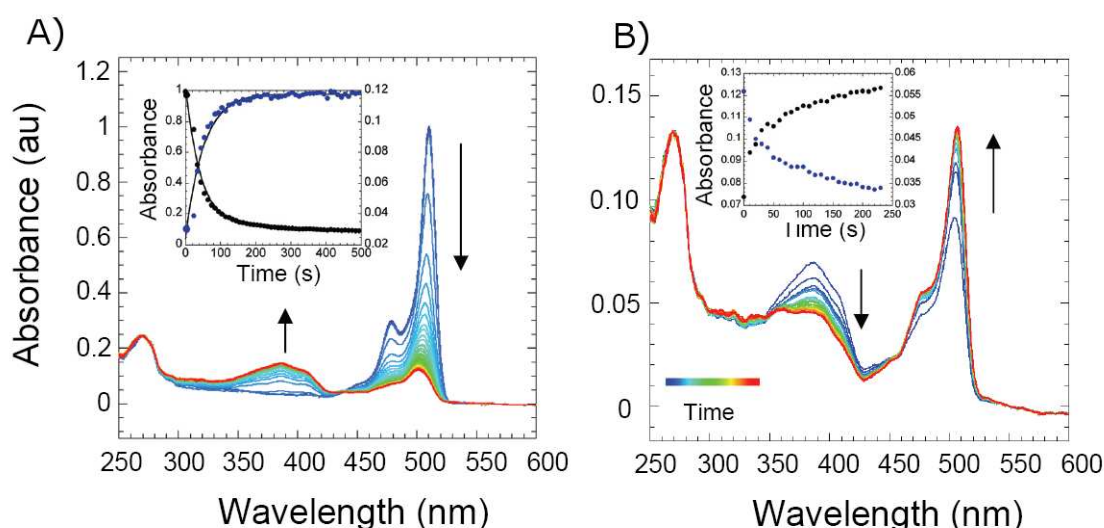 A)
1.2
1
0.8
0.6
0.4
0.2
0
Absorbance (au)
250 300 350 400 450 500 550 600
Wavelength (nm)
1
0.8
0.6
0.4
0.2
0
Absorbance
0.12
0.1
0.08
0.06
0.04
0.02
0 100 200 300 400 500
Time (s)
B)
0.15
0.10
0.05
0
250 300 350 400 450 500 550 600
Wavelength (nm)
0.13
0.12
0.11
0.1
0.09
0.08
0.07
Absorbance
0.06
0.055
0.05
0.045
0.04
0.035
0.03
0 50 100 150 200 250
Time (s)
Time